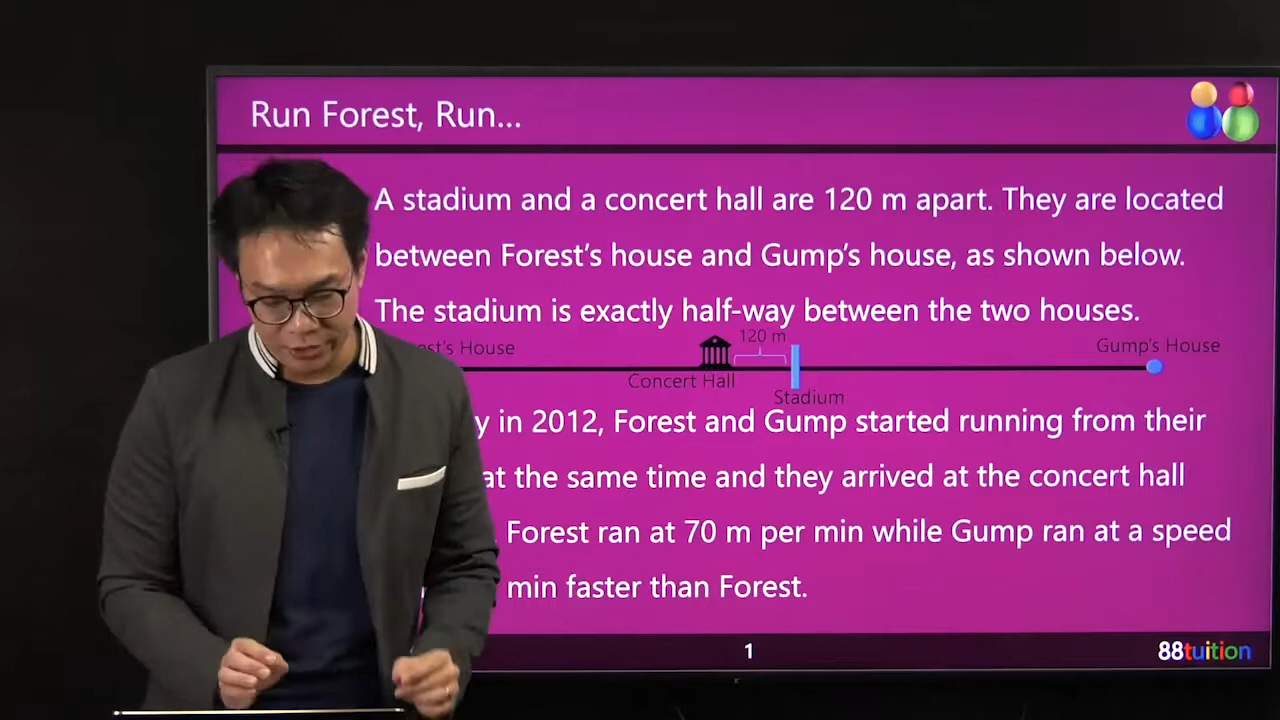 Run Forest, Run...
A stadium and a concert hall are 120 m apart. They are located
between Forest's house and Gump's house, as shown below.
The stadium is exactly half-way between the two houses.
120 m
House
Gump's House
Concert Hall
Stadium
in 2012, Forest and Gump started running from their
at the same time and they arrived at the concert hall
Forest ran at 70 m per min while Gump ran at a speed
min faster than Forest.
1
88tuition